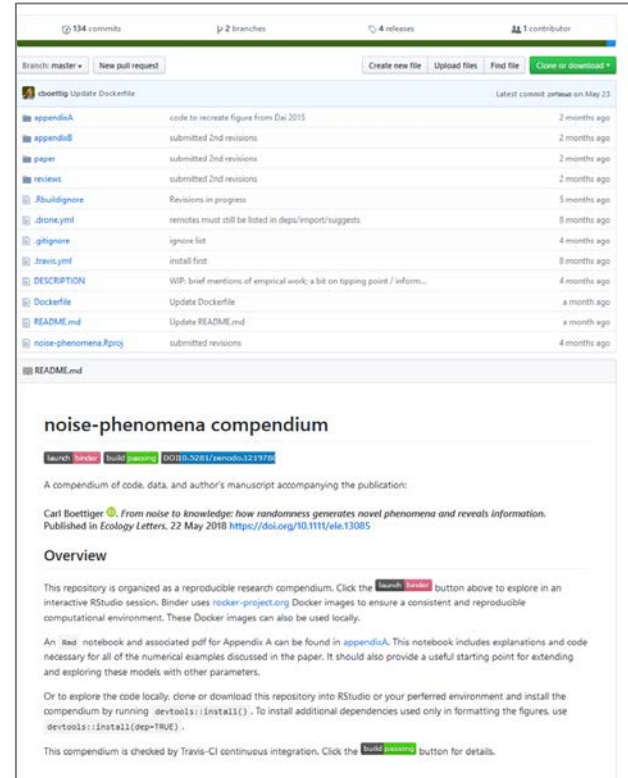 134 commits 2 branches 4 releases 1 contributor
Branch: master New pull request Create new file Upload files Find file Clone or download
cboettig Update Dockerfile Latest commit on May 23
appendixA code to recreate figure from Dai 2015 2 months ago
appendixB submitted 2nd revisions 2 months ago
paper submitted 2nd revisions 2 months ago
reviews submitted 2nd revisions 2 months ago
.Rbuildignore Revisions in progress 5 months ago
.drone.yml remotes must still be listed in deps/import/suggests 8 months ago
.gitignore ignore list 4 months ago
.travis.yml install first 8 months ago
DESCRIPTION WIP: brief mentions of emprical work; a bit on tipping point / inform... 4 months ago
Dockerfile Update Dockerfile a month ago
README.md Update README.md a month ago
noise-phenomena.Rproj submitted revisions 4 months ago
README.md
noise-phenomena compendium
launch binder build passing DOI 10.5281/zenodo.1219780
A compendium of code, data, and author's manuscript accompanying the publication:
Carl Boettiger iD. From noise to knowledge: how randomness generates novel phenomena and reveals information.
Published in Ecology Letters. 22 May 2018 https://doi.org/10.1111/ele.13085
Overview
This repository is organized as a reproducible research compendium. Click the launch binder button above to explore in an
interactive RStudio session. Binder uses rocker-project.org Docker images to ensure a consistent and reproducible
computational environment. These Docker images can also be used locally.
An Rmd notebook and associated pdf for Appendix A can be found in appendixA. This notebook includes explanations and code
necessary for all of the numerical examples discussed in the paper. It should also provide a useful starting point for extending
and exploring these models with other parameters.
Or to explore the code locally, clone or download this repository into RStudio or your perferred environment and install the
compendium by running devtools::install(). To install additional dependencies used only in formatting the figures, use
devtools::install(dep=TRUE).
This compendium is checked by Travis-CI continuous integration. Click the build passing button for details.